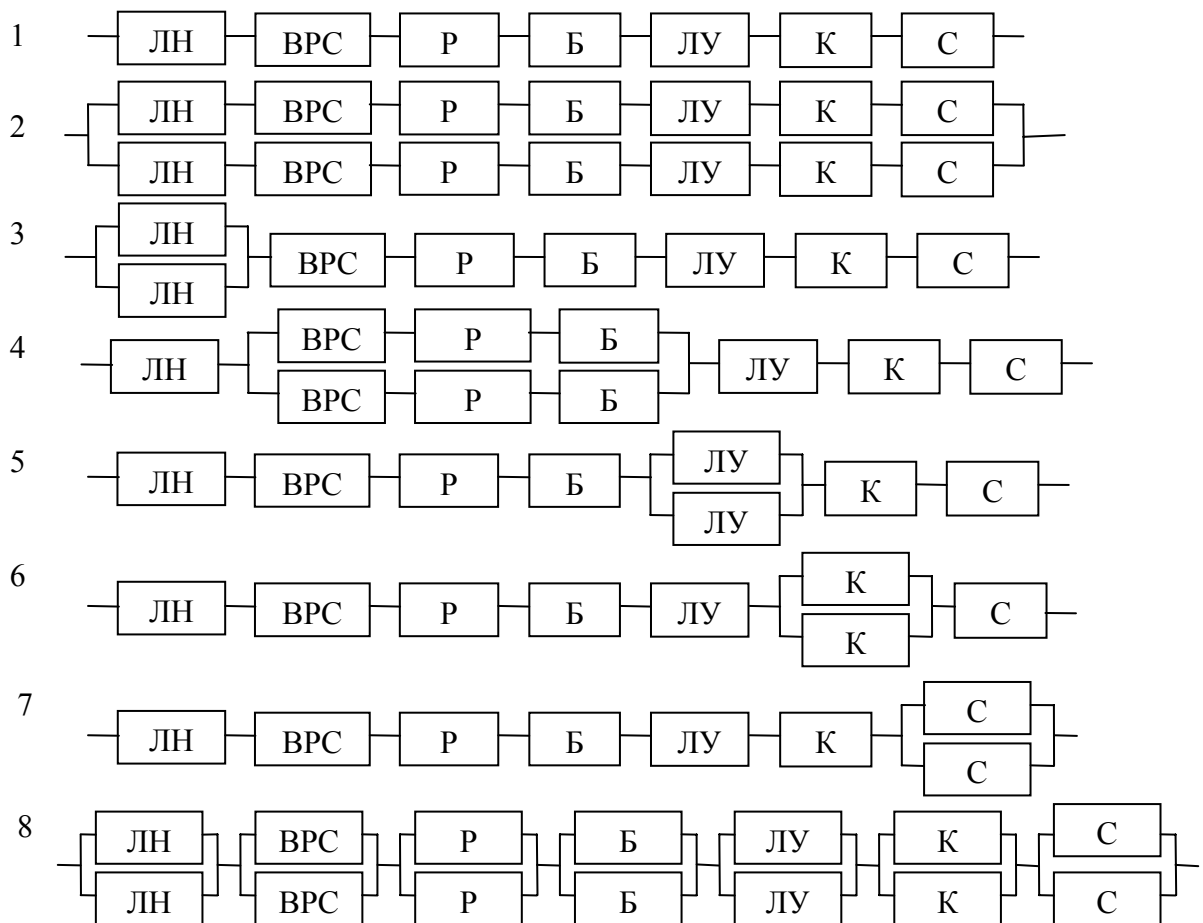 1 ЛН ВРС Р Б ЛУ К С
ЛН ВРС Р Б ЛУ К С
2
ЛН ВРС Р Б ЛУ К С
3 ЛН
ВРС Р Б ЛУ К С
ЛН
4 ВРС Р Б
ЛН ЛУ К С
ВРС Р Б
5 ЛУ
ЛН ВРС Р Б К С
ЛУ
6 К
ЛН ВРС Р Б ЛУ С
К
7 С
ЛН ВРС Р Б ЛУ К
С
8 ЛН ВРС Р Б ЛУ К С
ЛН ВРС Р Б ЛУ К С